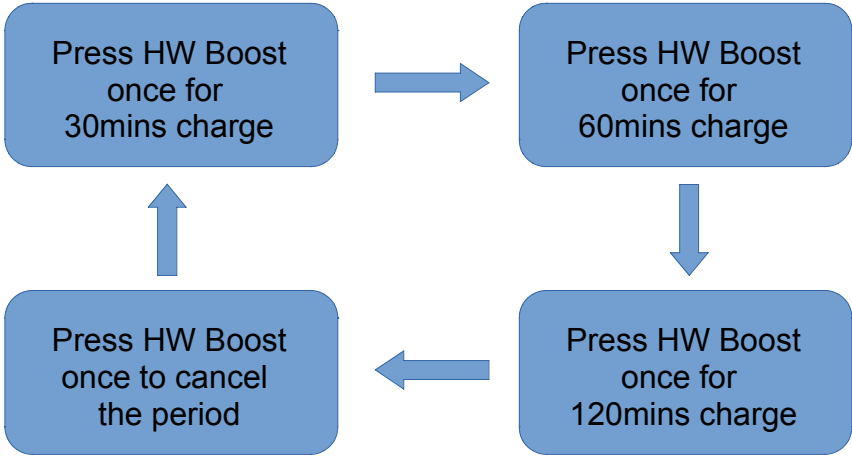 Press HW Boost
once for
30mins charge
Press HW Boost
once for
60mins charge
Press HW Boost
once for
120mins charge
Press HW Boost
once to cancel
the period